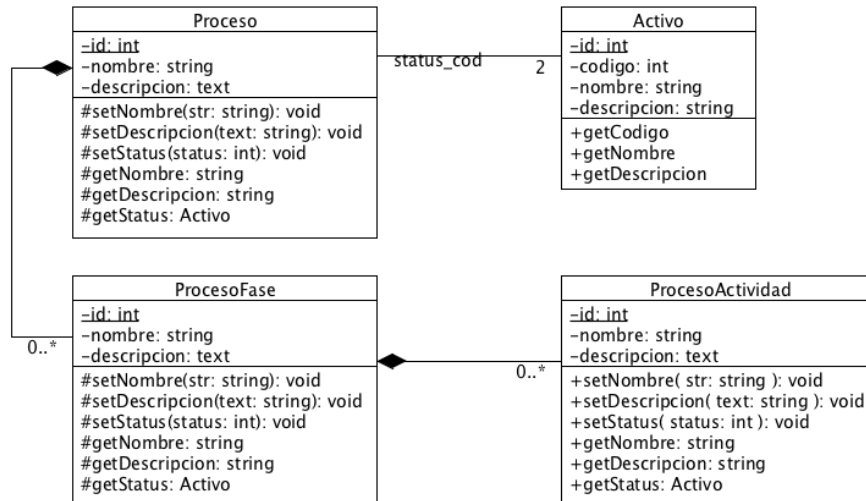 Proceso
-id: int
-nombre: string
-descripcion: text
#setNombre(str: string): void
#setDescripcion(text: string): void
#setStatus(status: int): void
#getNombre: string
#getDescripcion: string
#getStatus: Activo
status_cod
2
Activo
-id: int
-codigo: int
-nombre: string
-descripcion: string
+getCodigo
+getNombre
+getDescripcion
0..*
ProcesoFase
-id: int
-nombre: string
-descripcion: text
#setNombre(str: string): void
#setDescripcion(text: string): void
#setStatus(status: int): void
#getNombre: string
#getDescripcion: string
#getStatus: Activo
0..*
ProcesoActividad
-id: int
-nombre: string
-descripcion: text
+setNombre( str: string ): void
+setDescripcion( text: string ): void
+setStatus( status: int ): void
+getNombre: string
+getDescripcion: string
+getStatus: Activo